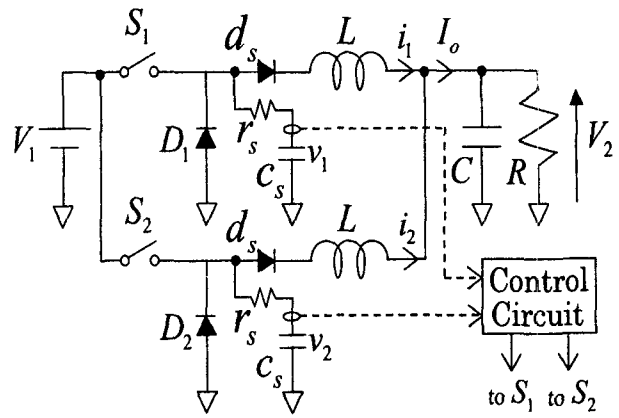 S₁
dₛ
L
i₁
Iₒ
V₁
D₁
rₛ
cₛ
v₁
C
R
V₂
S₂
dₛ
L
i₂
D₂
rₛ
cₛ
v₂
Control
Circuit
to S₁ to S₂